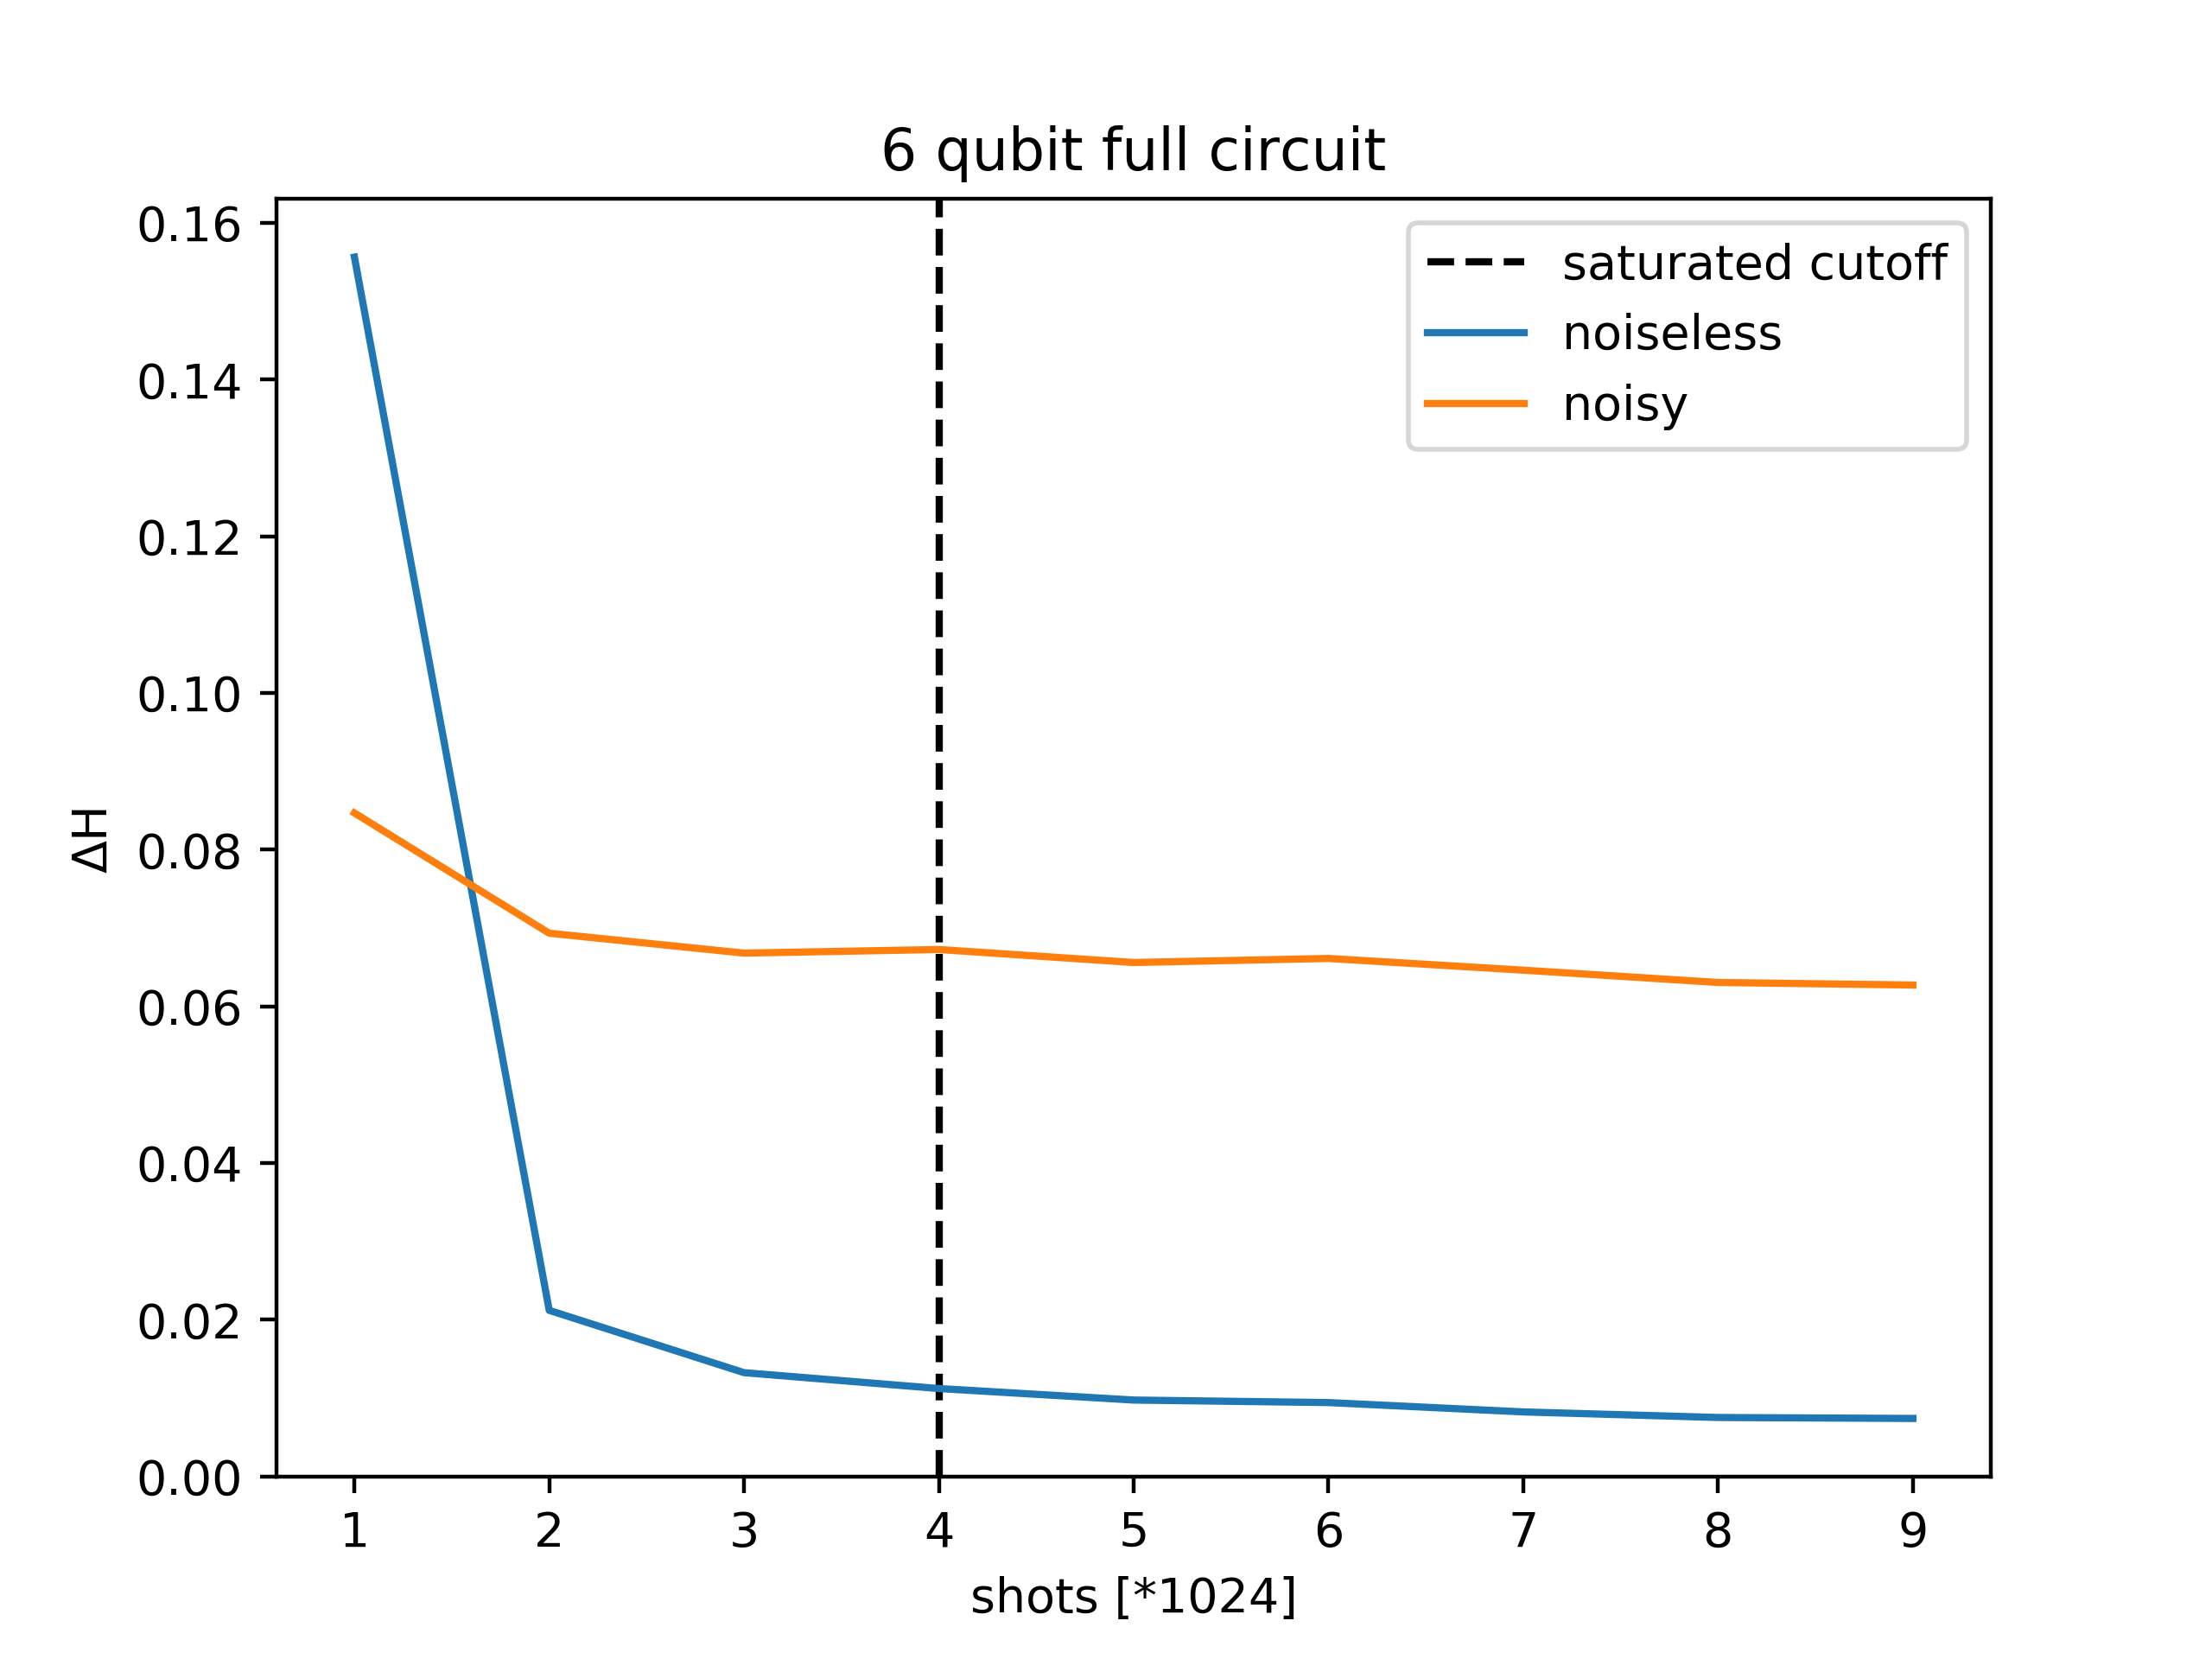 6 qubit full circuit
0.16
0.14
0.12
0.10
0.08
0.06
0.04
0.02
0.00
ΔH
saturated cutoff
noiseless
noisy
1 2 3 4 5 6 7 8 9
shots [*1024]